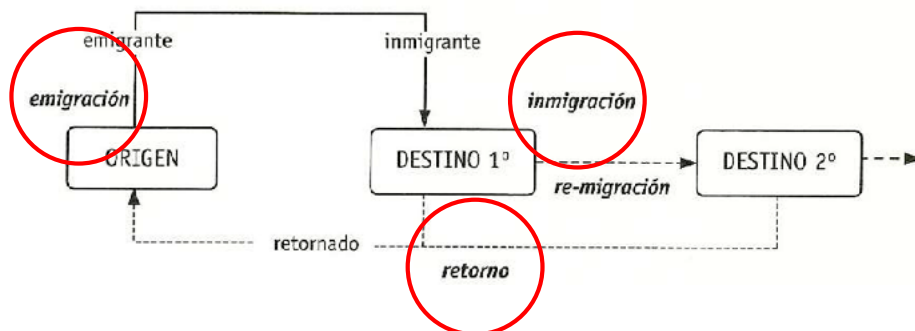 emigrante
inmigrante
emigración
inmigración
ORIGEN
DESTINO 1º
DESTINO 2º
re-migración
retornado
retorno